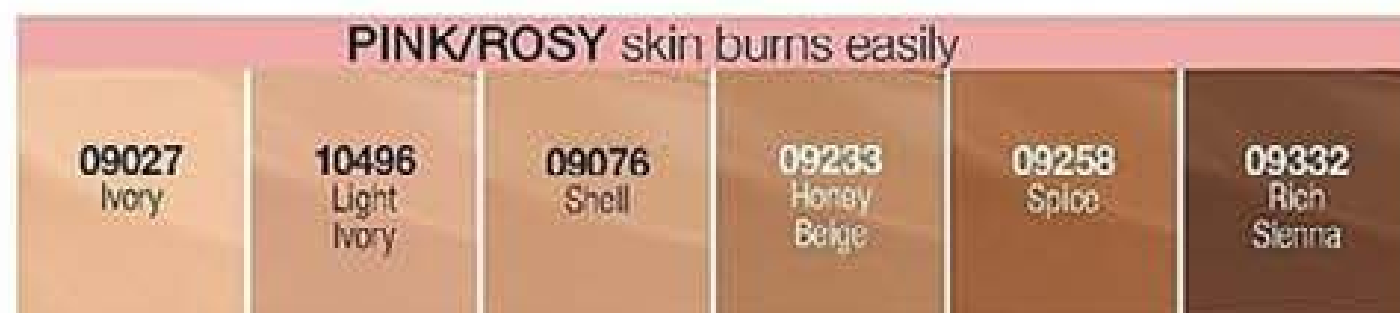 PINK/ROSY skin burns easily
09027
Ivory
10496
Light
Ivory
09076
Shell
09233
Honey
Beige
09258
Spice
09332
Rich
Sienna